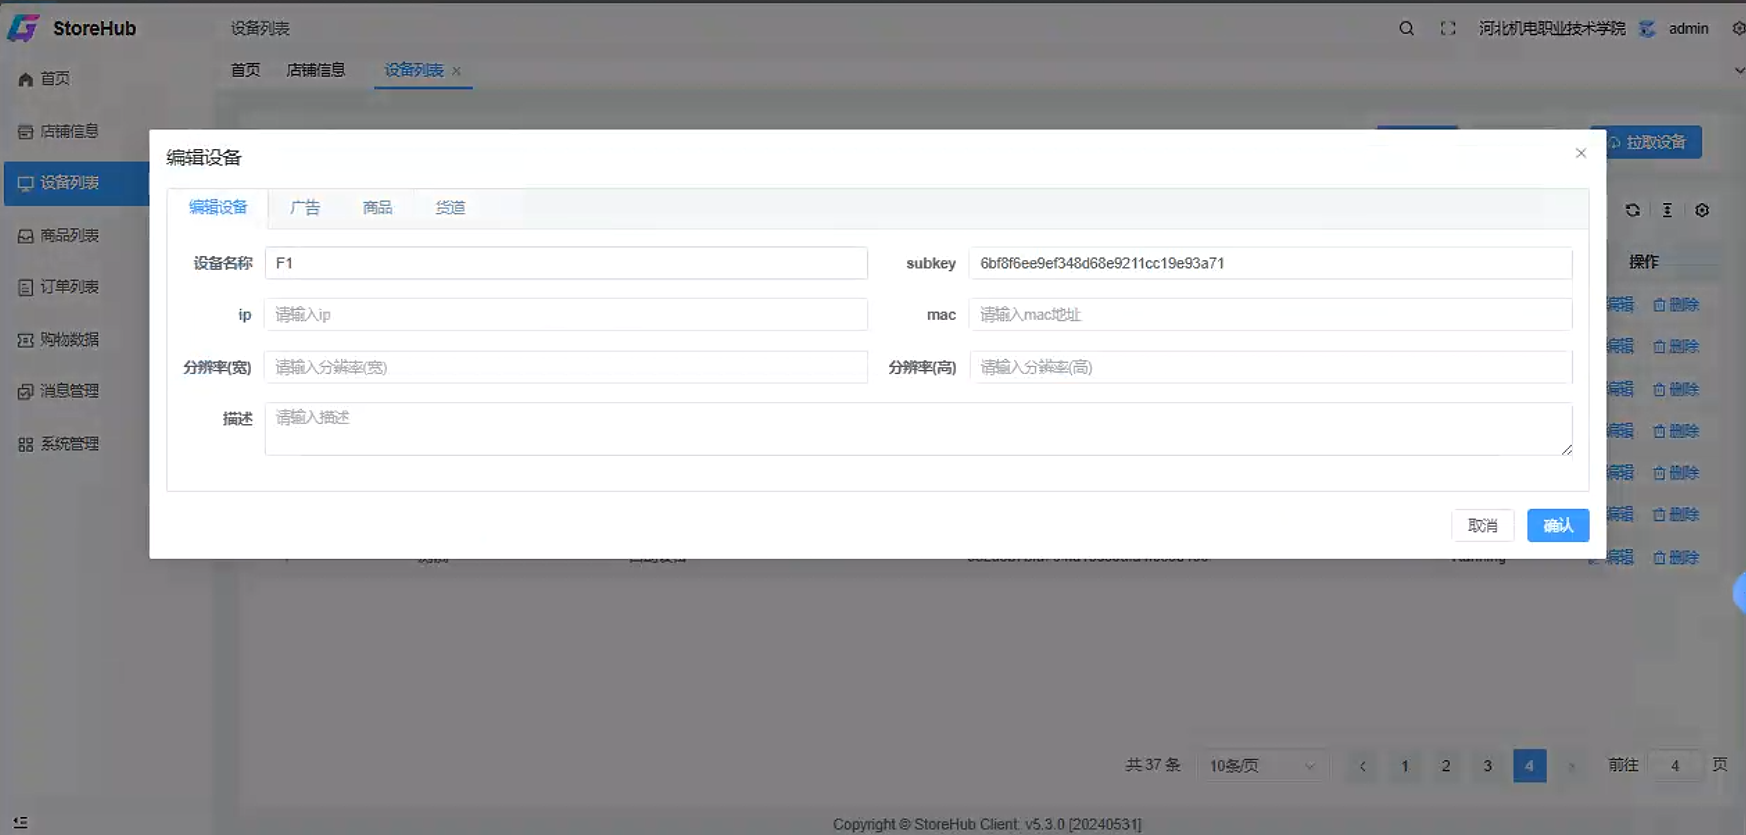 StoreHub
设备列表
河北机电职业技术学院
admin
首页
店铺信息
设备列表
首页
店铺信息
设备列表
商品列表
订单列表
购物数据
消息管理
系统管理
拉取设备
操作
编辑设备
编辑设备
广告
商品
货道
设备名称
F1
subkey
6bf8f6ee9ef348d68e9211cc19e93a71
ip
请输入ip
mac
请输入mac地址
分辨率(宽)
请输入分辨率(宽)
分辨率(高)
请输入分辨率(高)
描述
请输入描述
取消
确认
编辑 删除
编辑 删除
编辑 删除
编辑 删除
编辑 删除
编辑 删除
编辑 删除
共 37 条
10条/页
1
2
3
4
前往
4
页
Copyright © StoreHub Client: v5.3.0 [20240531]